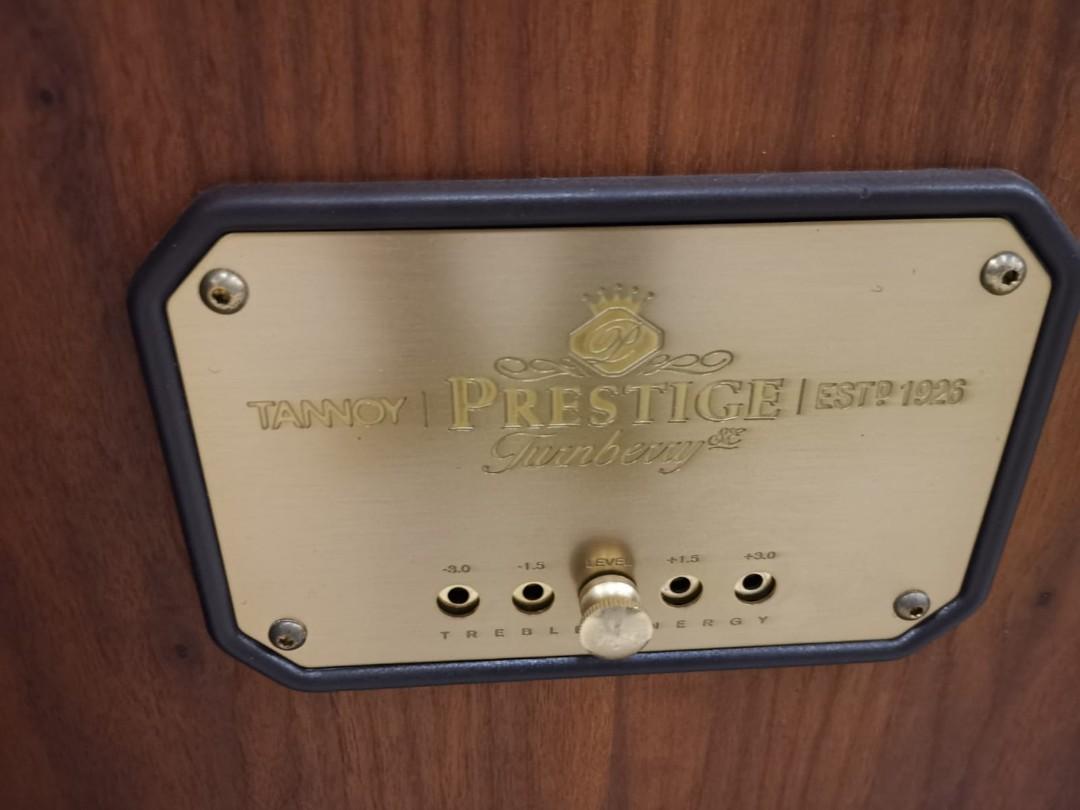 P
TANNOY | PRESTIGE | ESTD 1926
Turnberry SE
-3.0 -1.5 LEVEL +1.5 +3.0
TREBLE ENERGY